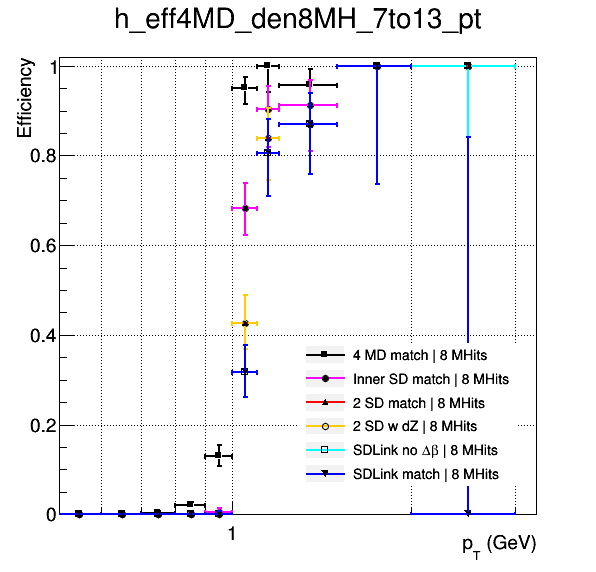 h_eff4MD_den8MH_7to13_pt
Efficiency
1
0.8
0.6
0.4
0.2
0
4 MD match | 8 MHits
Inner SD match | 8 MHits
2 SD match | 8 MHits
2 SD w dZ | 8 MHits
SDLink no Δβ | 8 MHits
SDLink match | 8 MHits
1
p_T (GeV)